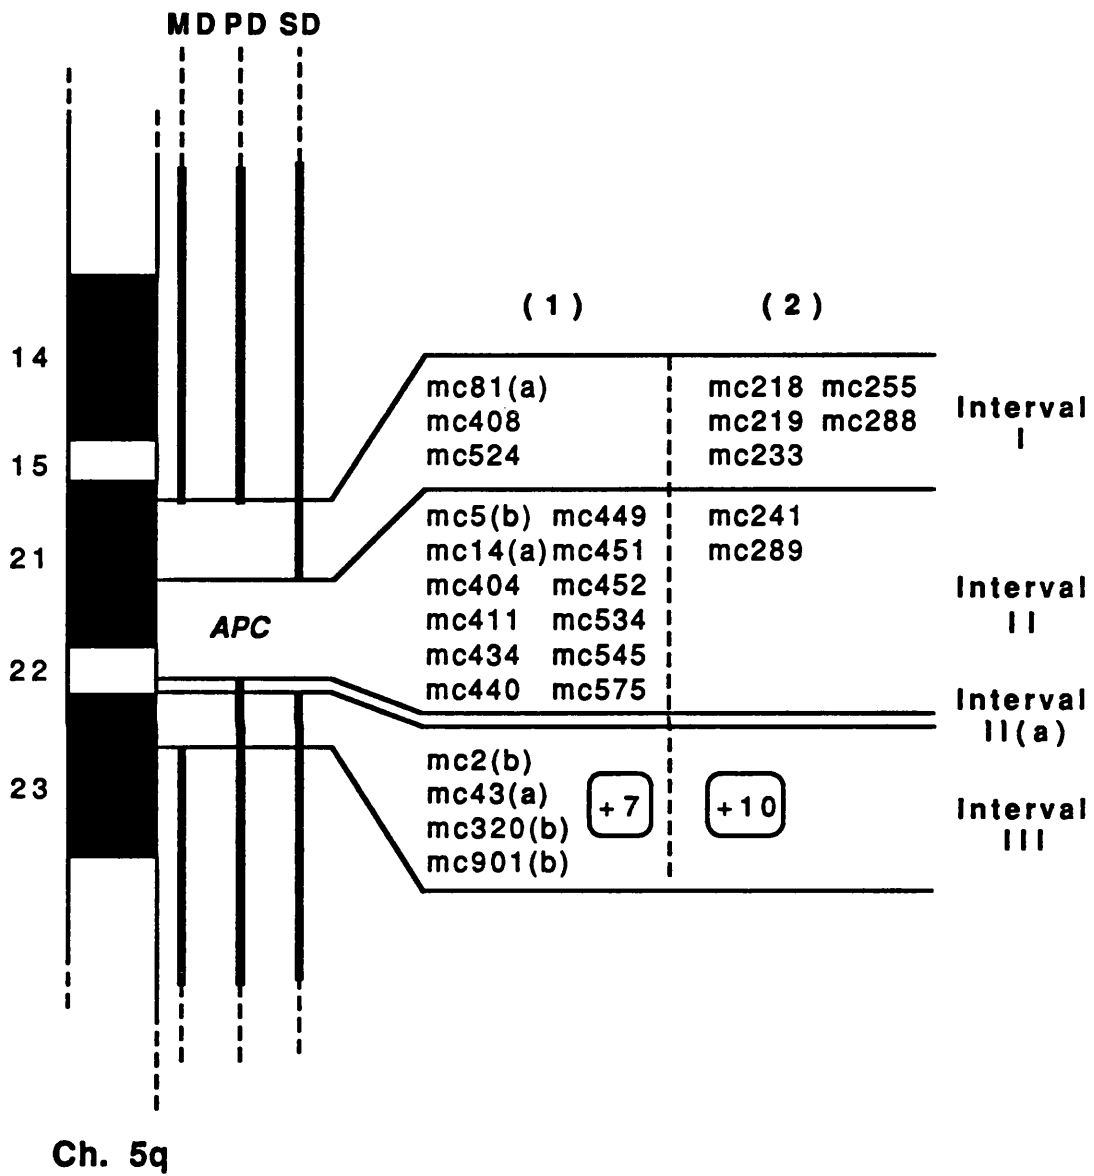 MD PD SD
(1) (2)
14
15
21
22
23
APC
mc81(a) mc218 mc255
mc408 mc219 mc288
mc524 mc233
Interval
I
mc5(b) mc449 mc241
mc14(a) mc451 mc289
mc404 mc452
mc411 mc534
mc434 mc545
mc440 mc575
Interval
II
Interval
II(a)
mc2(b)
mc43(a)
mc320(b)
mc901(b)
+7 +10
Interval
III
Ch. 5q